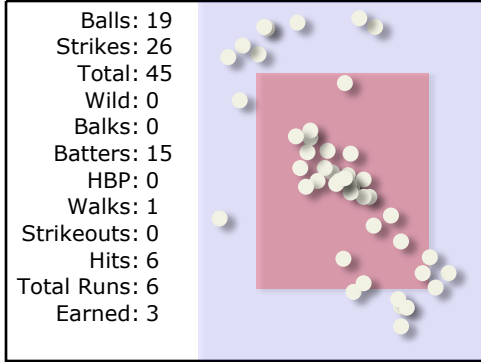 Balls: 19
Strikes: 26
Total: 45
Wild: 0
Balks: 0
Batters: 15
HBP: 0
Walks: 1
Strikeouts: 0
Hits: 6
Total Runs: 6
Earned: 3